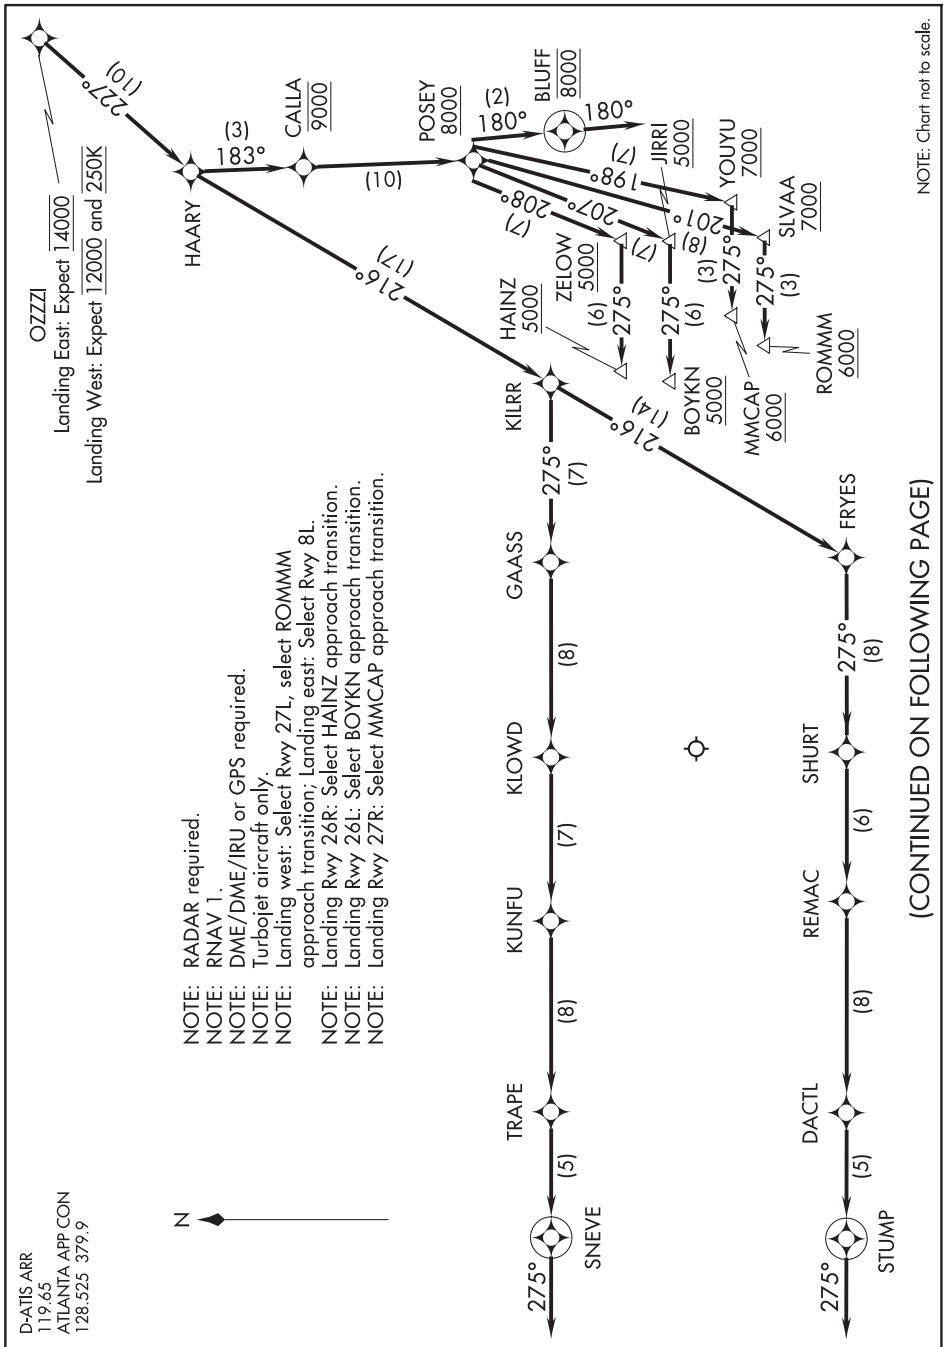 D-ATIS ARR
119.65
ATLANTA APP CON
128.525 379.9
N
NOTE: RADAR required.
NOTE: RNAV 1.
NOTE: DME/DME/IRU or GPS required.
NOTE: Turbojet aircraft only.
NOTE: Landing west: Select Rwy 27L, select ROMMM
approach transition; Landing east: Select Rwy 8L.
NOTE: Landing Rwy 26R: Select HAINZ approach transition.
NOTE: Landing Rwy 26L: Select BOYKN approach transition.
NOTE: Landing Rwy 27R: Select MMCAP approach transition.
OZZZI
Landing East: Expect 14000
Landing West: Expect 12000 and 250K
227°
(10)
HAARY
183°
(3)
CALLA
9000
(10)
POSEY
8000
180°
(2)
BLUFF
8000
180°
198°
(7)
YOUYU
7000
275°
(3)
MMCAP
6000
201°
(8)
SLVAA
7000
275°
(3)
ROMMM
6000
207°
(7)
JIRRI
5000
275°
(6)
BOYKN
5000
208°
(7)
ZELOW
5000
275°
(6)
HAINZ
5000
216°
(17)
KILRR
275°
(7)
GAASS
(8)
KLOWD
(7)
KUNFU
(8)
TRAPE
(5)
SNEVE
275°
216°
(14)
FRYES
275°
(8)
SHURT
(6)
REMAC
(8)
DACTL
(5)
STUMP
275°
(CONTINUED ON FOLLOWING PAGE)
NOTE: Chart not to scale.